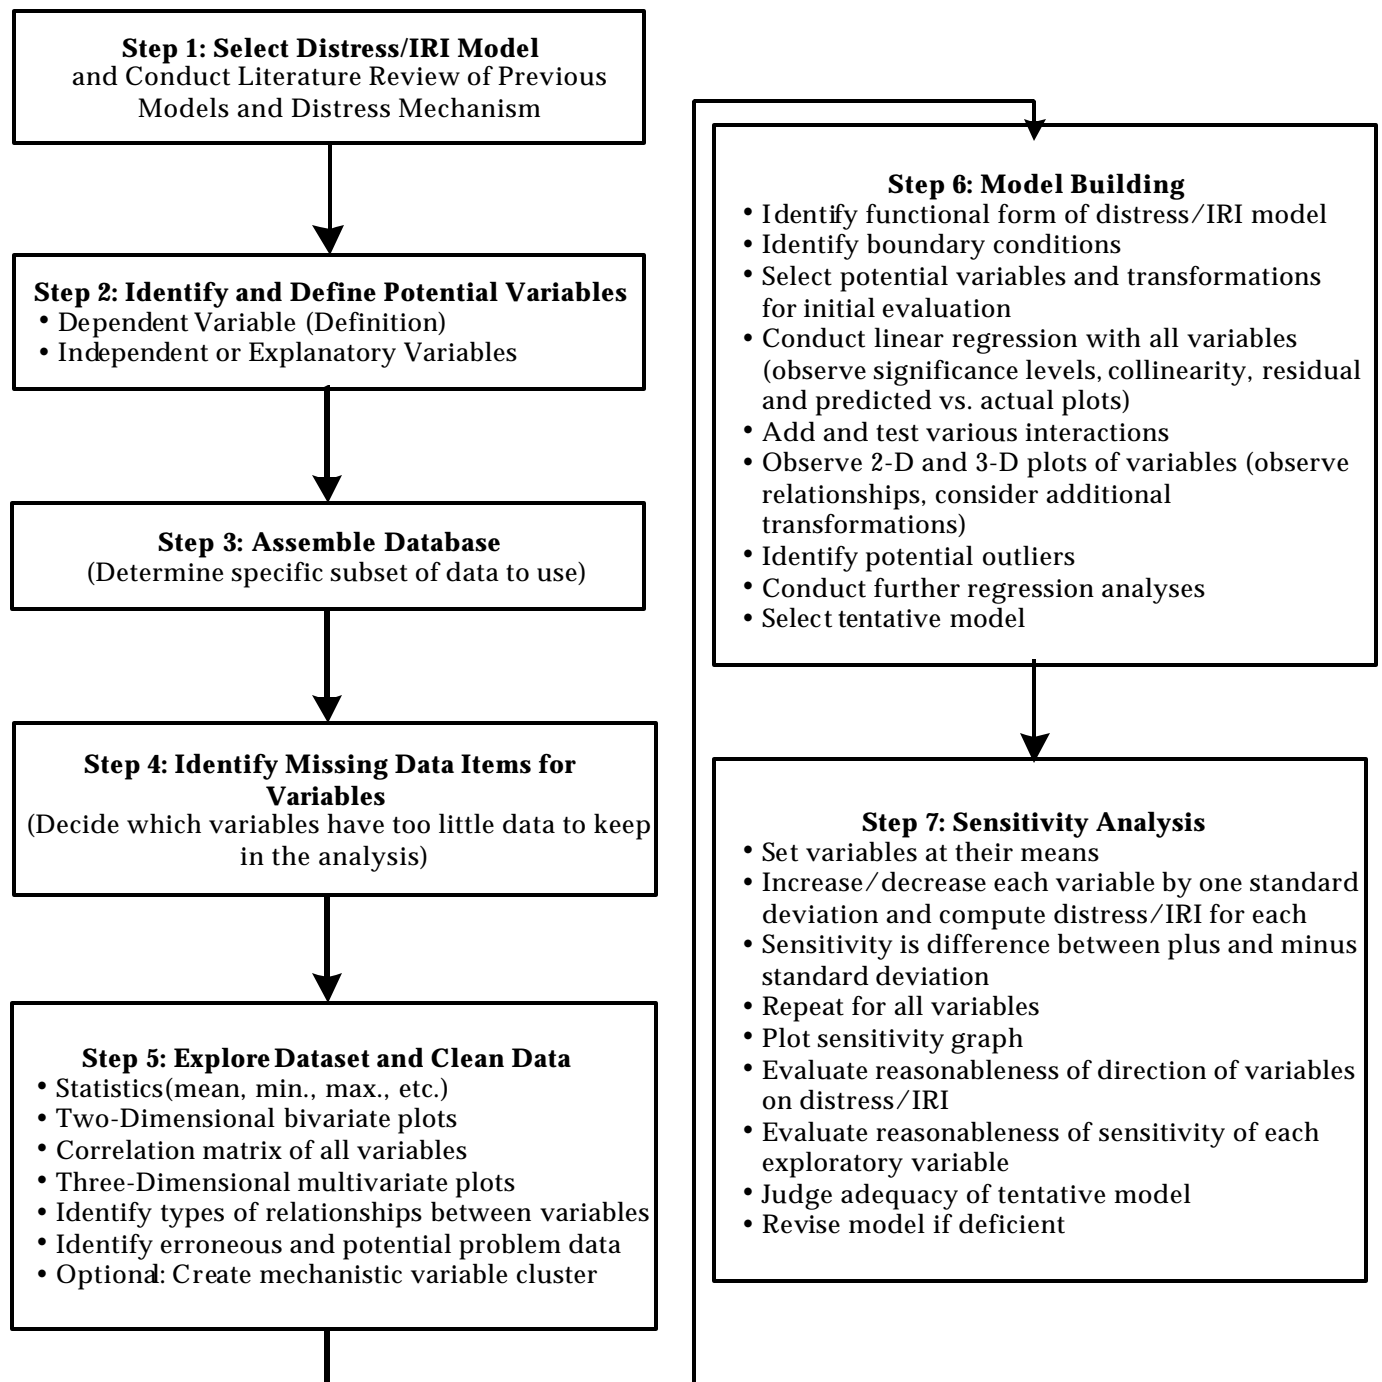 Step 1: Select Distress/IRI Model
and Conduct Literature Review of Previous
Models and Distress Mechanism
Step 2: Identify and Define Potential Variables
• Dependent Variable (Definition)
• Independent or Explanatory Variables
Step 3: Assemble Database
(Determine specific subset of data to use)
Step 4: Identify Missing Data Items for
Variables
(Decide which variables have too little data to keep
in the analysis)
Step 5: Explore Dataset and Clean Data
• Statistics(mean, min., max., etc.)
• Two-Dimensional bivariate plots
• Correlation matrix of all variables
• Three-Dimensional multivariate plots
• Identify types of relationships between variables
• Identify erroneous and potential problem data
• Optional: Create mechanistic variable cluster
Step 6: Model Building
• Identify functional form of distress/IRI model
• Identify boundary conditions
• Select potential variables and transformations
for initial evaluation
• Conduct linear regression with all variables
(observe significance levels, collinearity, residual
and predicted vs. actual plots)
• Add and test various interactions
• Observe 2-D and 3-D plots of variables (observe
relationships, consider additional
transformations)
• Identify potential outliers
• Conduct further regression analyses
• Select tentative model
Step 7: Sensitivity Analysis
• Set variables at their means
• Increase/decrease each variable by one standard
deviation and compute distress/IRI for each
• Sensitivity is difference between plus and minus
standard deviation
• Repeat for all variables
• Plot sensitivity graph
• Evaluate reasonableness of direction of variables
on distress/IRI
• Evaluate reasonableness of sensitivity of each
exploratory variable
• Judge adequacy of tentative model
• Revise model if deficient